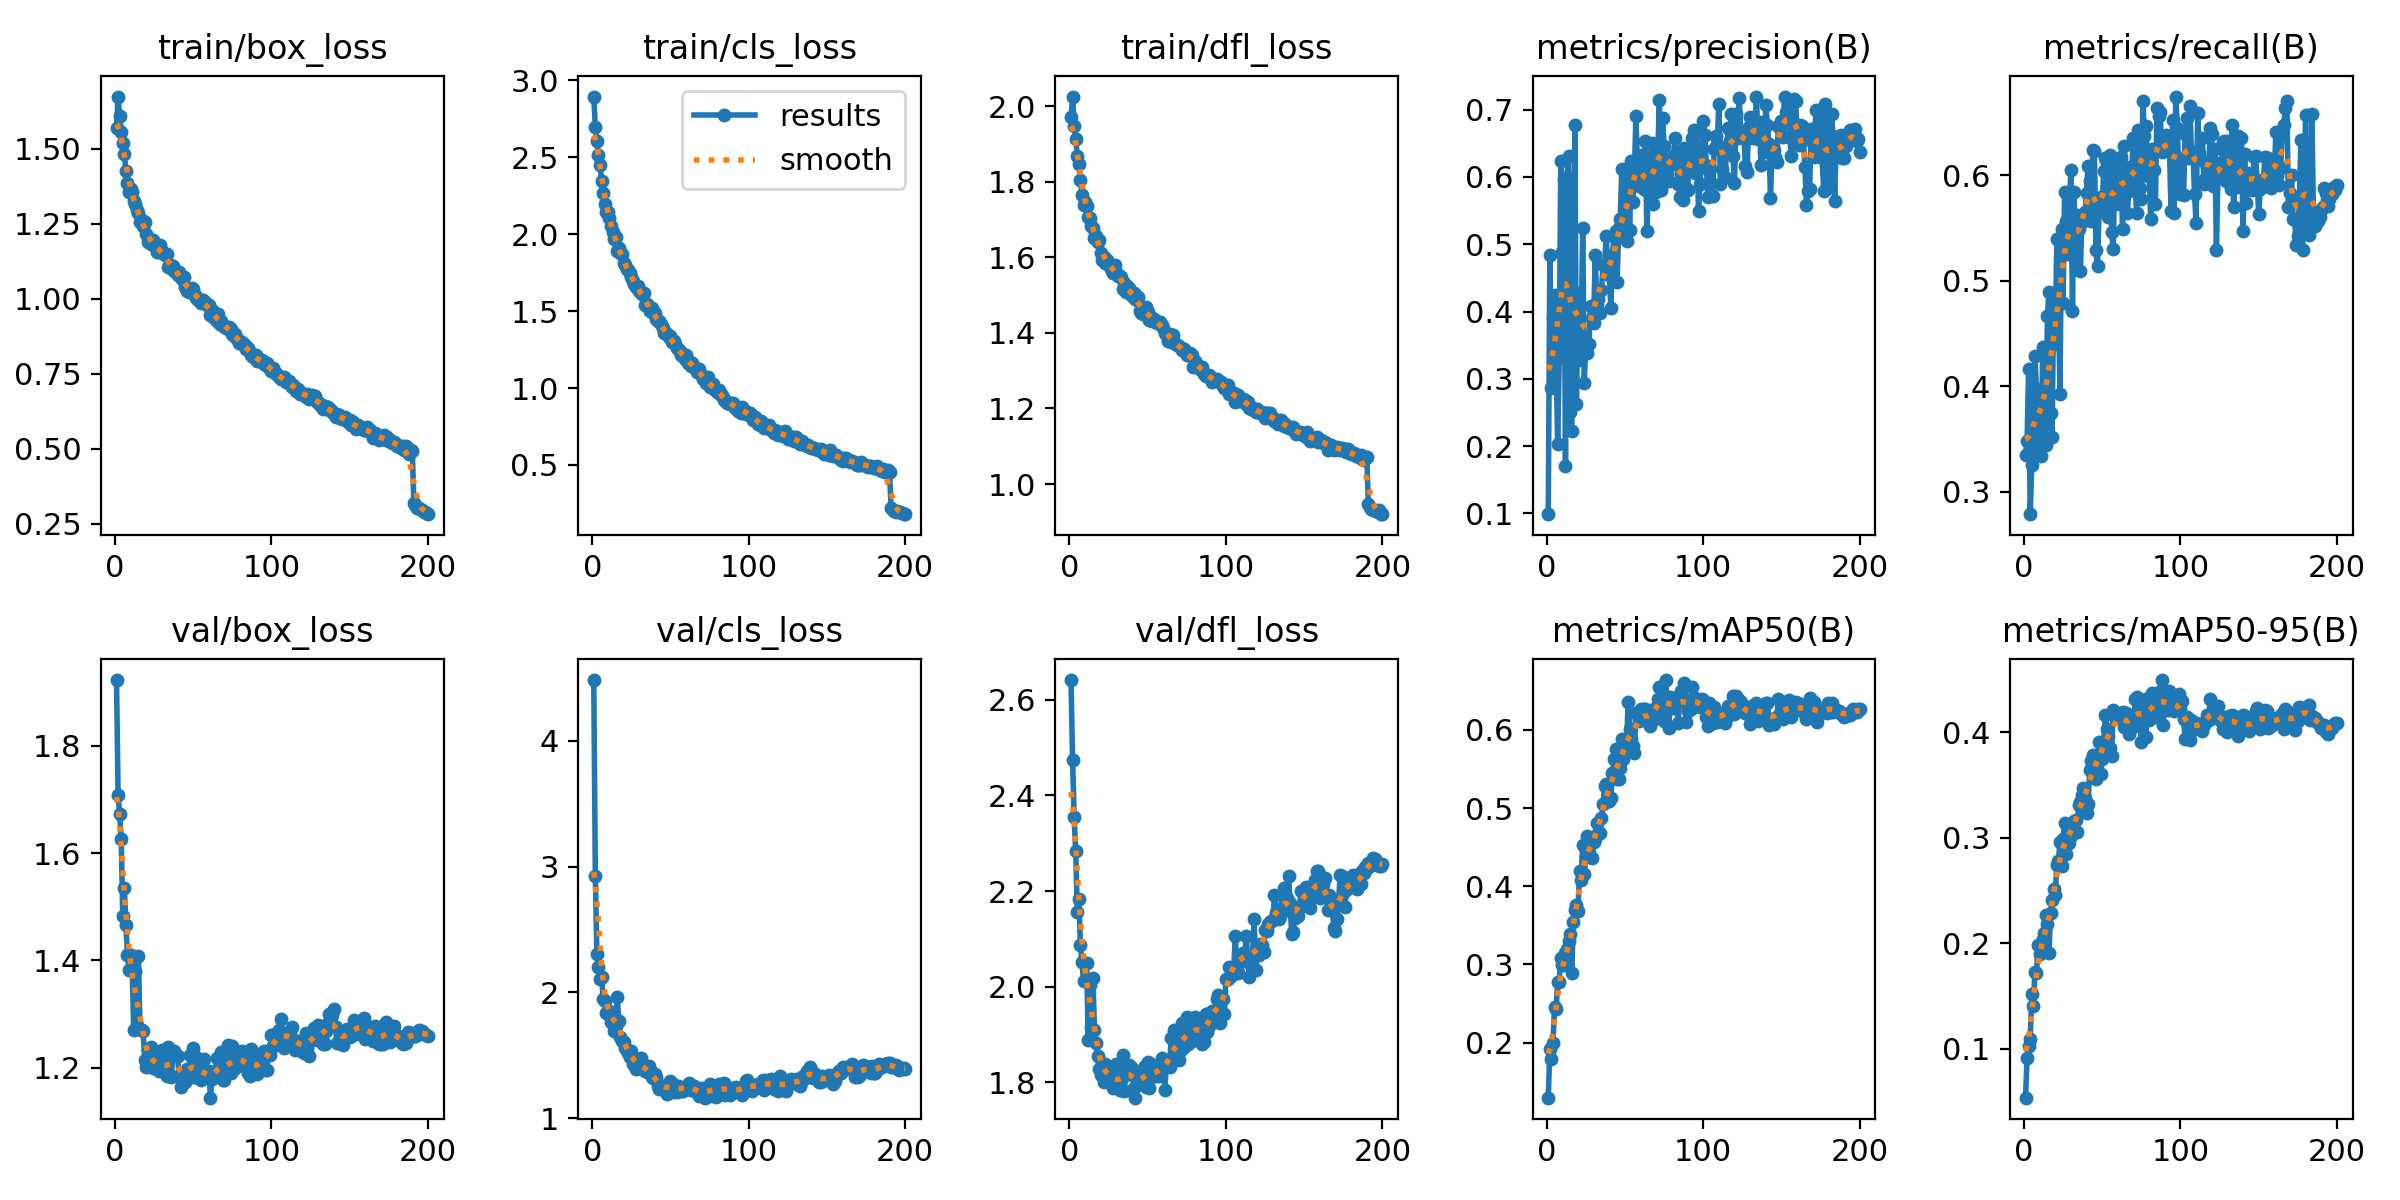 train/box_loss
train/cls_loss
train/dfl_loss
metrics/precision(B)
metrics/recall(B)
1.50
1.25
1.00
0.75
0.50
0.25
0 100 200
3.0
2.5
2.0
1.5
1.0
0.5
results
smooth
0 100 200
2.0
1.8
1.6
1.4
1.2
1.0
0 100 200
0.7
0.6
0.5
0.4
0.3
0.2
0.1
0 100 200
0.6
0.5
0.4
0.3
0 100 200
val/box_loss
val/cls_loss
val/dfl_loss
metrics/mAP50(B)
metrics/mAP50-95(B)
1.8
1.6
1.4
1.2
0 100 200
4
3
2
1
0 100 200
2.6
2.4
2.2
2.0
1.8
0 100 200
0.6
0.5
0.4
0.3
0.2
0 100 200
0.4
0.3
0.2
0.1
0 100 200